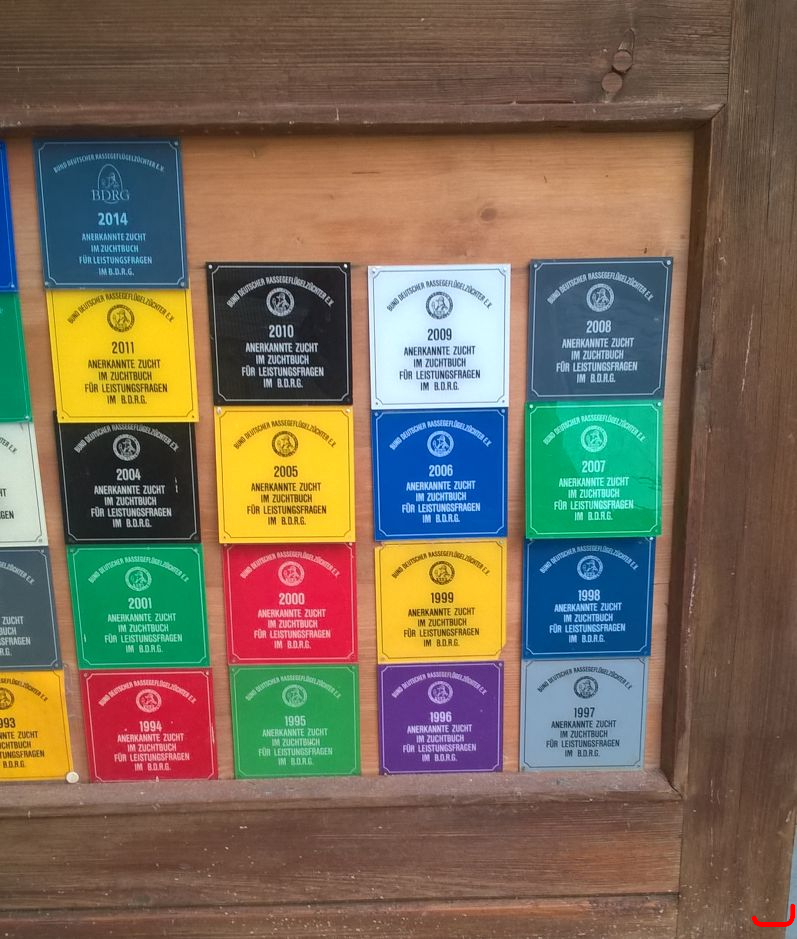 BUND DEUTSCHER RASSEGEFLÜGELZÜCHTER E.V.
BDRG
2014
ANERKANNTE ZUCHT
IM ZUCHTBUCH
FÜR LEISTUNGSFRAGEN
IM B.D.R.G.
BUND DEUTSCHER RASSEGEFLÜGELZÜCHTER E.V.
2011
ANERKANNTE ZUCHT
IM ZUCHTBUCH
FÜR LEISTUNGSFRAGEN
IM B.D.R.G.
BUND DEUTSCHER RASSEGEFLÜGELZÜCHTER E.V.
2010
ANERKANNTE ZUCHT
IM ZUCHTBUCH
FÜR LEISTUNGSFRAGEN
IM B.D.R.G.
BUND DEUTSCHER RASSEGEFLÜGELZÜCHTER E.V.
2009
ANERKANNTE ZUCHT
IM ZUCHTBUCH
FÜR LEISTUNGSFRAGEN
IM B.D.R.G.
BUND DEUTSCHER RASSEGEFLÜGELZÜCHTER E.V.
2008
ANERKANNTE ZUCHT
IM ZUCHTBUCH
FÜR LEISTUNGSFRAGEN
IM B.D.R.G.
BUND DEUTSCHER RASSEGEFLÜGELZÜCHTER E.V.
2004
ANERKANNTE ZUCHT
IM ZUCHTBUCH
FÜR LEISTUNGSFRAGEN
IM B.D.R.G.
BUND DEUTSCHER RASSEGEFLÜGELZÜCHTER E.V.
2005
ANERKANNTE ZUCHT
IM ZUCHTBUCH
FÜR LEISTUNGSFRAGEN
IM B.D.R.G.
BUND DEUTSCHER RASSEGEFLÜGELZÜCHTER E.V.
2006
ANERKANNTE ZUCHT
IM ZUCHTBUCH
FÜR LEISTUNGSFRAGEN
IM B.D.R.G.
BUND DEUTSCHER RASSEGEFLÜGELZÜCHTER E.V.
2007
ANERKANNTE ZUCHT
IM ZUCHTBUCH
FÜR LEISTUNGSFRAGEN
IM B.D.R.G.
BUND DEUTSCHER RASSEGEFLÜGELZÜCHTER E.V.
2001
ANERKANNTE ZUCHT
IM ZUCHTBUCH
FÜR LEISTUNGSFRAGEN
IM B.D.R.G.
BUND DEUTSCHER RASSEGEFLÜGELZÜCHTER E.V.
2000
ANERKANNTE ZUCHT
IM ZUCHTBUCH
FÜR LEISTUNGSFRAGEN
IM B.D.R.G.
BUND DEUTSCHER RASSEGEFLÜGELZÜCHTER E.V.
1999
ANERKANNTE ZUCHT
IM ZUCHTBUCH
FÜR LEISTUNGSFRAGEN
IM B.D.R.G.
BUND DEUTSCHER RASSEGEFLÜGELZÜCHTER E.V.
1998
ANERKANNTE ZUCHT
IM ZUCHTBUCH
FÜR LEISTUNGSFRAGEN
IM B.D.R.G.
BUND DEUTSCHER RASSEGEFLÜGELZÜCHTER E.V.
1994
ANERKANNTE ZUCHT
IM ZUCHTBUCH
FÜR LEISTUNGSFRAGEN
IM B.D.R.G.
BUND DEUTSCHER RASSEGEFLÜGELZÜCHTER E.V.
1995
ANERKANNTE ZUCHT
IM ZUCHTBUCH
FÜR LEISTUNGSFRAGEN
IM B.D.R.G.
BUND DEUTSCHER RASSEGEFLÜGELZÜCHTER E.V.
1996
ANERKANNTE ZUCHT
IM ZUCHTBUCH
FÜR LEISTUNGSFRAGEN
IM B.D.R.G.
BUND DEUTSCHER RASSEGEFLÜGELZÜCHTER E.V.
1997
ANERKANNTE ZUCHT
IM ZUCHTBUCH
FÜR LEISTUNGSFRAGEN
IM B.D.R.G.